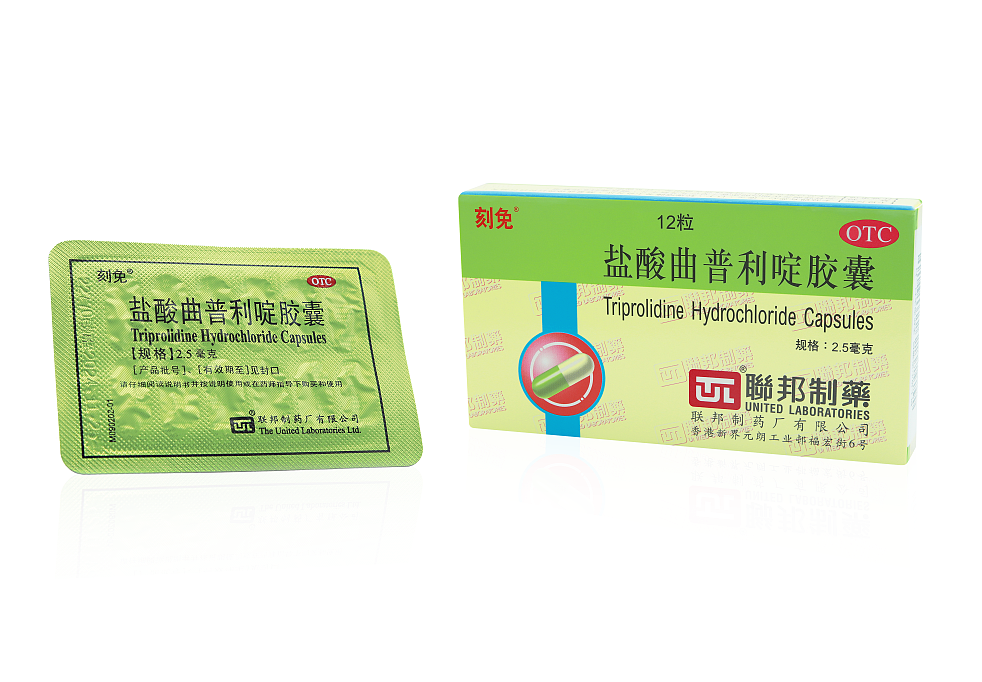 刻免®
OTC
盐酸曲普利啶胶囊
Triprolidine Hydrochloride Capsules
【规格】2.5毫克
【产品批号】、【有效期至】见封口
请仔细阅读说明书并按说明使用或在药师指导下购买和使用
联邦制药厂有限公司
The United Laboratories Ltd.
M09202-01
刻免®
12粒
OTC
盐酸曲普利啶胶囊
Triprolidine Hydrochloride Capsules
规格：2.5毫克
®
聯邦制藥
UNITED LABORATORIES
联邦制药厂有限公司
香港新界元朗工业邨福宏街6号